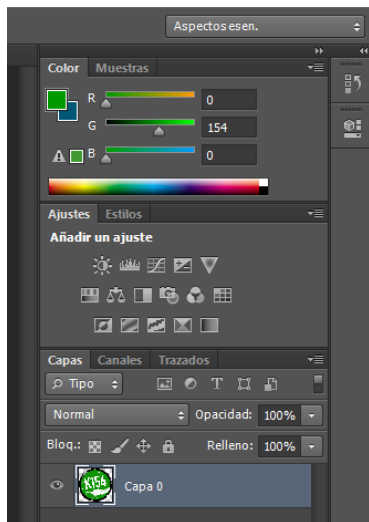 Aspectos esen.
Color Muestras
R 0
G 154
B 0
Ajustes Estilos
Añadir un ajuste
Capas Canales Trazados
Tipo T
Normal Opacidad: 100%
Bloq.: Relleno: 100%
K154 Capa 0